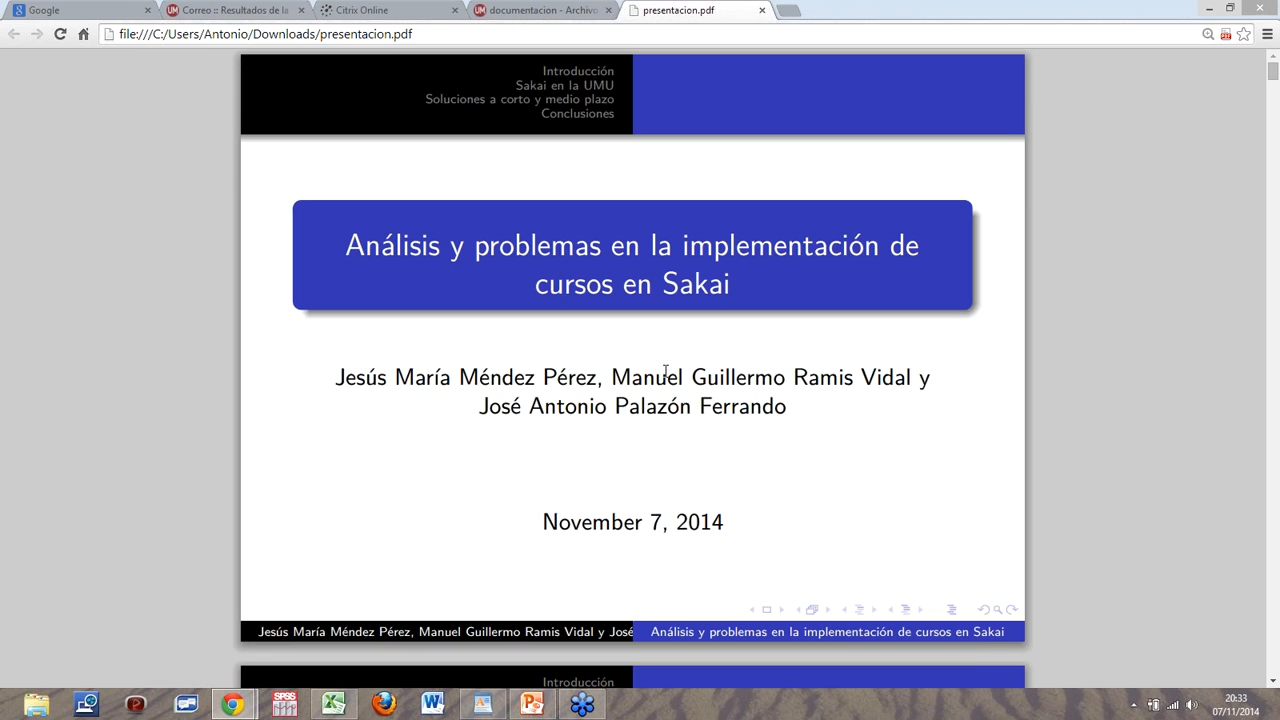 Google
Correo :: Resultados de la
Citrix Online
documentacion - Archivo
presentacion.pdf
file:///C:/Users/Antonio/Downloads/presentacion.pdf
Introducción
Sakai en la UMU
Soluciones a corto y medio plazo
Conclusiones
Análisis y problemas en la implementación de
cursos en Sakai
Jesús María Méndez Pérez, Manuel Guillermo Ramis Vidal y
José Antonio Palazón Ferrando
November 7, 2014
Jesús María Méndez Pérez, Manuel Guillermo Ramis Vidal y José
Análisis y problemas en la implementación de cursos en Sakai
Introducción
SPSS
20:33
07/11/2014